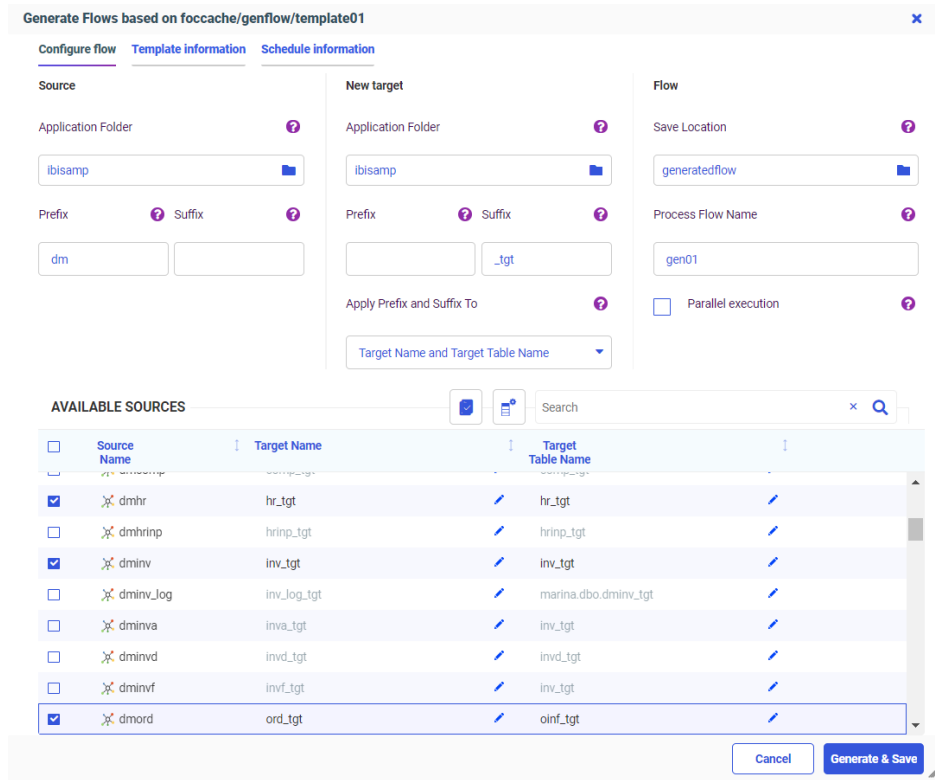 Generate Flows based on foccache/genflow/template01
Configure flow Template information Schedule information
Source
Application Folder
ibisamp
Prefix Suffix
dm
New target
Application Folder
ibisamp
Prefix Suffix
_tgt
Apply Prefix and Suffix To
Target Name and Target Table Name
Flow
Save Location
generatedflow
Process Flow Name
gen01
Parallel execution
AVAILABLE SOURCES
Search
Source Name Target Name Target Table Name
dmhr hr_tgt hr_tgt
dmhrinp hrinp_tgt hrinp_tgt
dminv inv_tgt inv_tgt
dminv_log inv_log_tgt marina.dbo.dminv_tgt
dminva inva_tgt inv_tgt
dminvd invd_tgt invd_tgt
dminvf invf_tgt inv_tgt
dmord ord_tgt oinf_tgt
Cancel Generate & Save